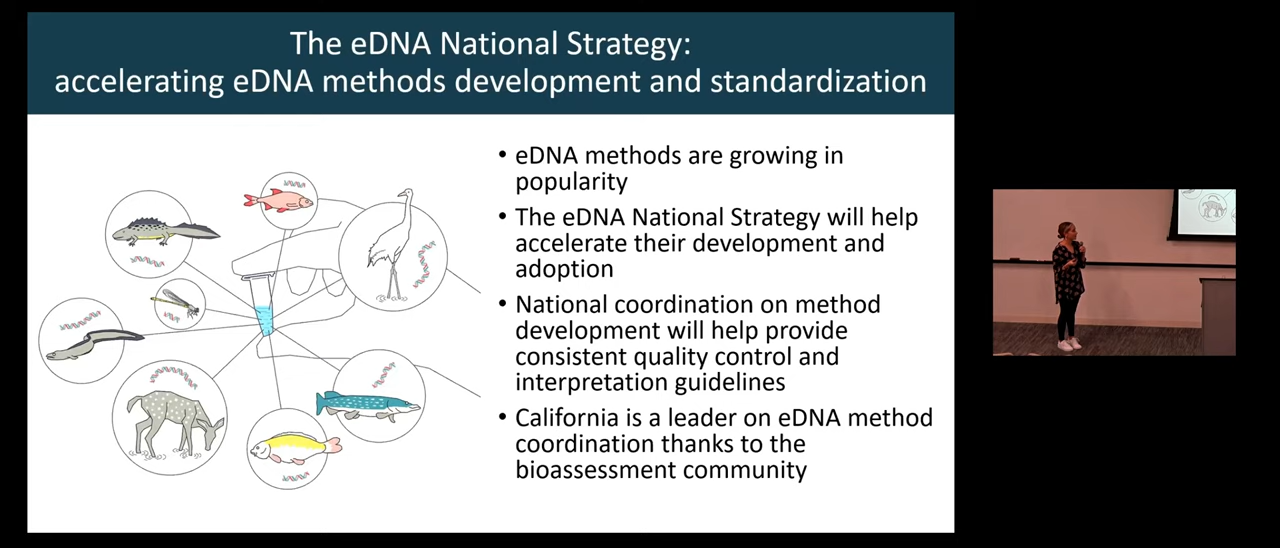 The eDNA National Strategy:
accelerating eDNA methods development and standardization
• eDNA methods are growing in
popularity
• The eDNA National Strategy will help
accelerate their development and
adoption
• National coordination on method
development will help provide
consistent quality control and
interpretation guidelines
• California is a leader on eDNA method
coordination thanks to the
bioassessment community